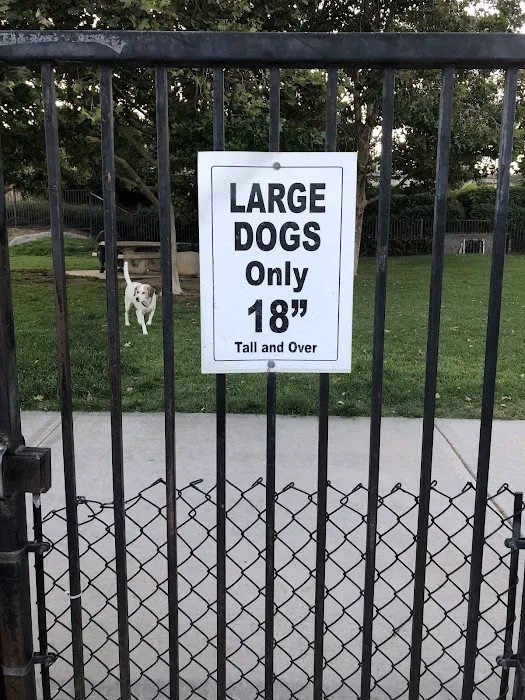 LARGE
DOGS
Only
18”
Tall and Over